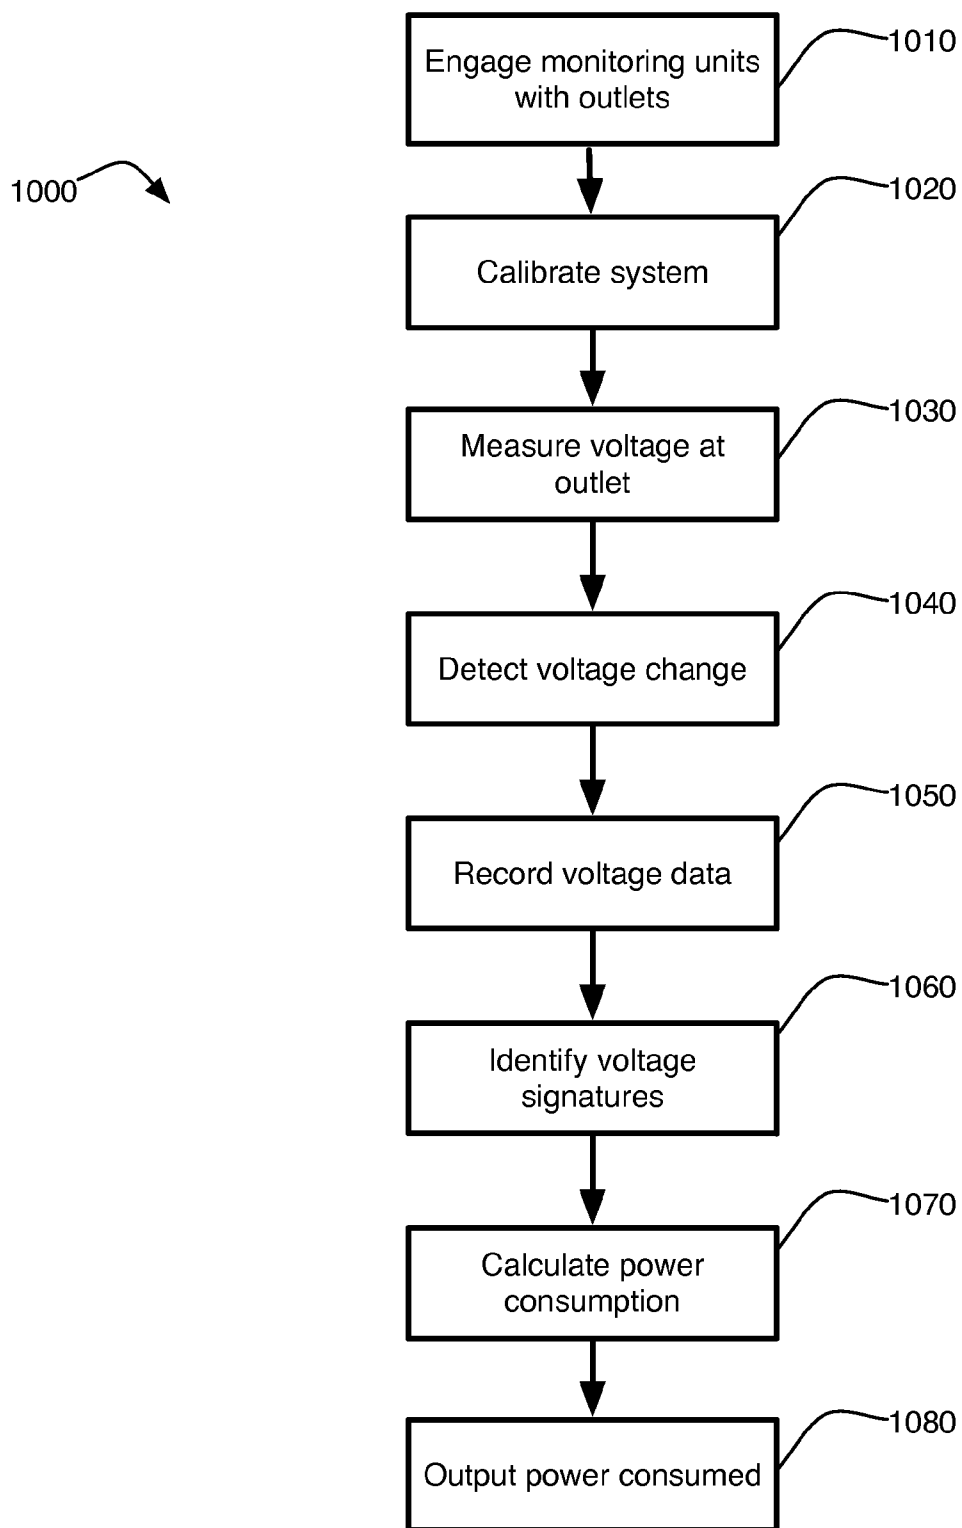 Engage monitoring units
with outlets
1010
1000
1020
Calibrate system
1030
Measure voltage at
outlet
1040
Detect voltage change
1050
Record voltage data
1060
Identify voltage
signatures
1070
Calculate power
consumption
1080
Output power consumed